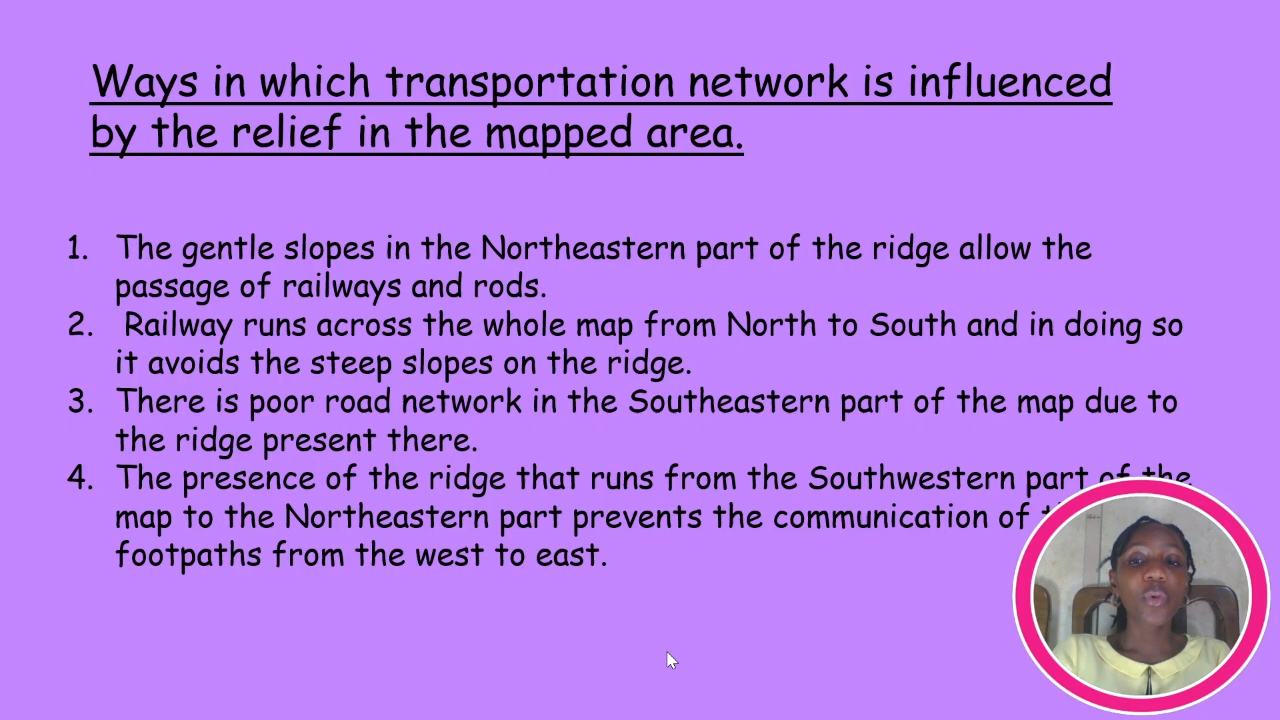 Ways in which transportation network is influenced
by the relief in the mapped area.
1. The gentle slopes in the Northeastern part of the ridge allow the
passage of railways and rods.
2. Railway runs across the whole map from North to South and in doing so
it avoids the steep slopes on the ridge.
3. There is poor road network in the Southeastern part of the map due to
the ridge present there.
4. The presence of the ridge that runs from the Southwestern part of the
map to the Northeastern part prevents the communication of
footpaths from the west to east.